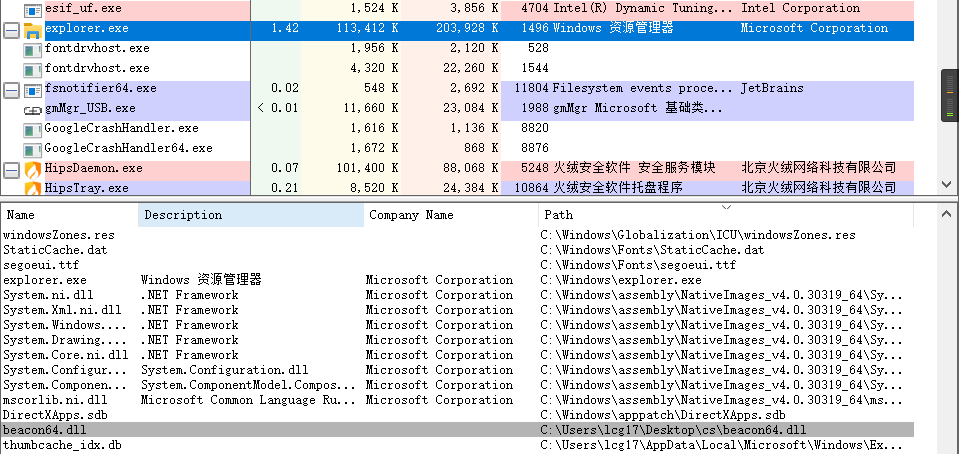 esif_uf.exe 1,524 K 3,856 K 4704 Intel(R) Dynamic Tuning... Intel Corporation
explorer.exe 1.42 113,412 K 203,928 K 1496 Windows 资源管理器 Microsoft Corporation
fontdrvhost.exe 1,956 K 2,120 K 528
fontdrvhost.exe 4,320 K 22,260 K 1544
fsnotifier64.exe 0.02 548 K 2,692 K 11804 Filesystem events proce... JetBrains
gmMgr_USB.exe < 0.01 11,660 K 23,084 K 1988 gmMgr Microsoft 基础类...
GoogleCrashHandler.exe 1,616 K 1,136 K 8820
GoogleCrashHandler64.exe 1,672 K 868 K 8876
HipsDaemon.exe 0.07 101,400 K 88,068 K 5248 火绒安全软件 安全服务模块 北京火绒网络科技有限公司
HipsTray.exe 0.21 8,520 K 24,384 K 10864 火绒安全软件托盘程序 北京火绒网络科技有限公司
Name Description Company Name Path
windowsZones.res C:\Windows\Globalization\ICU\windowsZones.res
StaticCache.dat C:\Windows\Fonts\StaticCache.dat
segoeui.ttf C:\Windows\Fonts\segoeui.ttf
explorer.exe Windows 资源管理器 Microsoft Corporation C:\Windows\explorer.exe
System.ni.dll .NET Framework Microsoft Corporation C:\Windows\assembly\NativeImages_v4.0.30319_64\Sy...
System.Xml.ni.dll .NET Framework Microsoft Corporation C:\Windows\assembly\NativeImages_v4.0.30319_64\Sy...
System.Windows.... .NET Framework Microsoft Corporation C:\Windows\assembly\NativeImages_v4.0.30319_64\Sy...
System.Drawing.... .NET Framework Microsoft Corporation C:\Windows\assembly\NativeImages_v4.0.30319_64\Sy...
System.Core.ni.dll .NET Framework Microsoft Corporation C:\Windows\assembly\NativeImages_v4.0.30319_64\Sy...
System.Configur... System.Configuration.dll Microsoft Corporation C:\Windows\assembly\NativeImages_v4.0.30319_64\Sy...
System.Componen... System.ComponentModel.Compos... Microsoft Corporation C:\Windows\assembly\NativeImages_v4.0.30319_64\Sy...
mscorlib.ni.dll Microsoft Common Language Ru... Microsoft Corporation C:\Windows\assembly\NativeImages_v4.0.30319_64\ms...
DirectXApps.sdb C:\Windows\apppatch\DirectXApps.sdb
beacon64.dll C:\Users\lcg17\Desktop\cs\beacon64.dll
thumbcache_idx.db C:\Users\lcg17\AppData\Local\Microsoft\Windows\Ex...